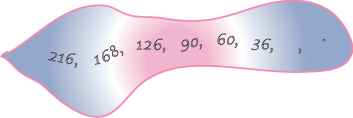 216, 168, 126, 90, 60, 36, , .